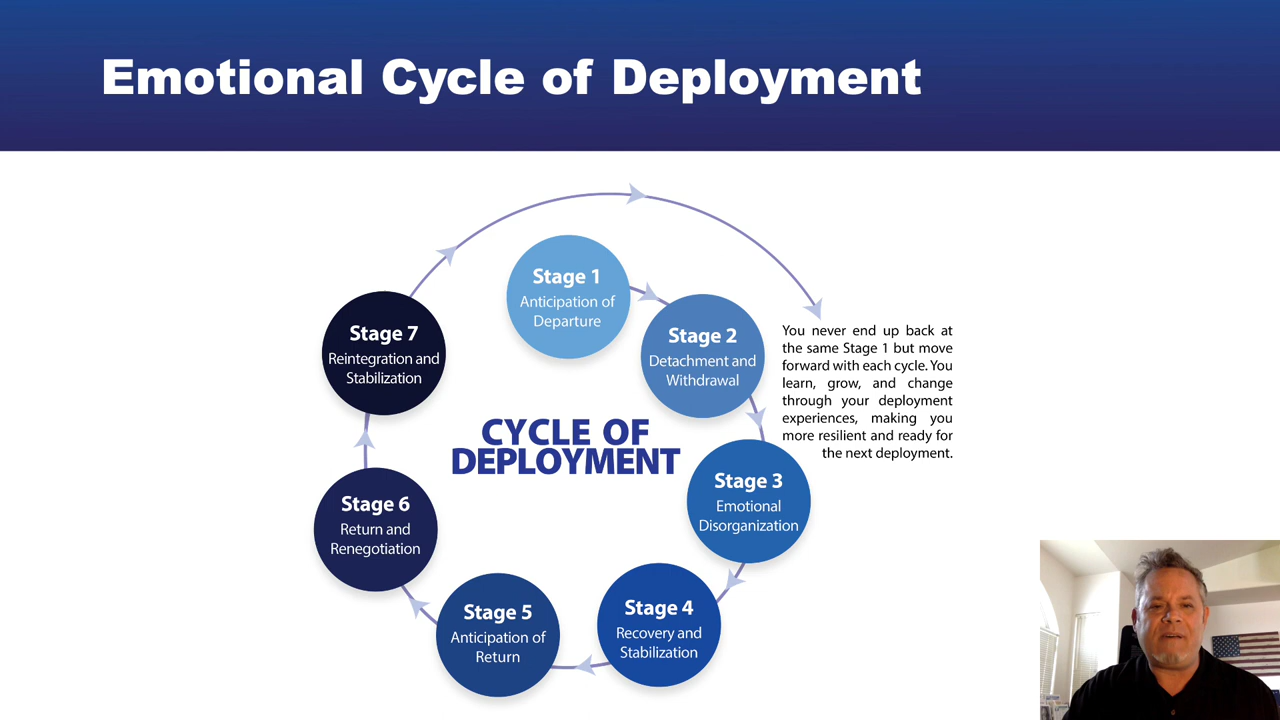 Emotional Cycle of Deployment
Stage 1
Anticipation of
Departure
Stage 2
Detachment and
Withdrawal
Stage 3
Emotional
Disorganization
Stage 4
Recovery and
Stabilization
Stage 5
Anticipation of
Return
Stage 6
Return and
Renegotiation
Stage 7
Reintegration and
Stabilization
CYCLE OF
DEPLOYMENT
You never end up back at
the same Stage 1 but move
forward with each cycle. You
learn, grow, and change
through your deployment
experiences, making you
more resilient and ready for
the next deployment.